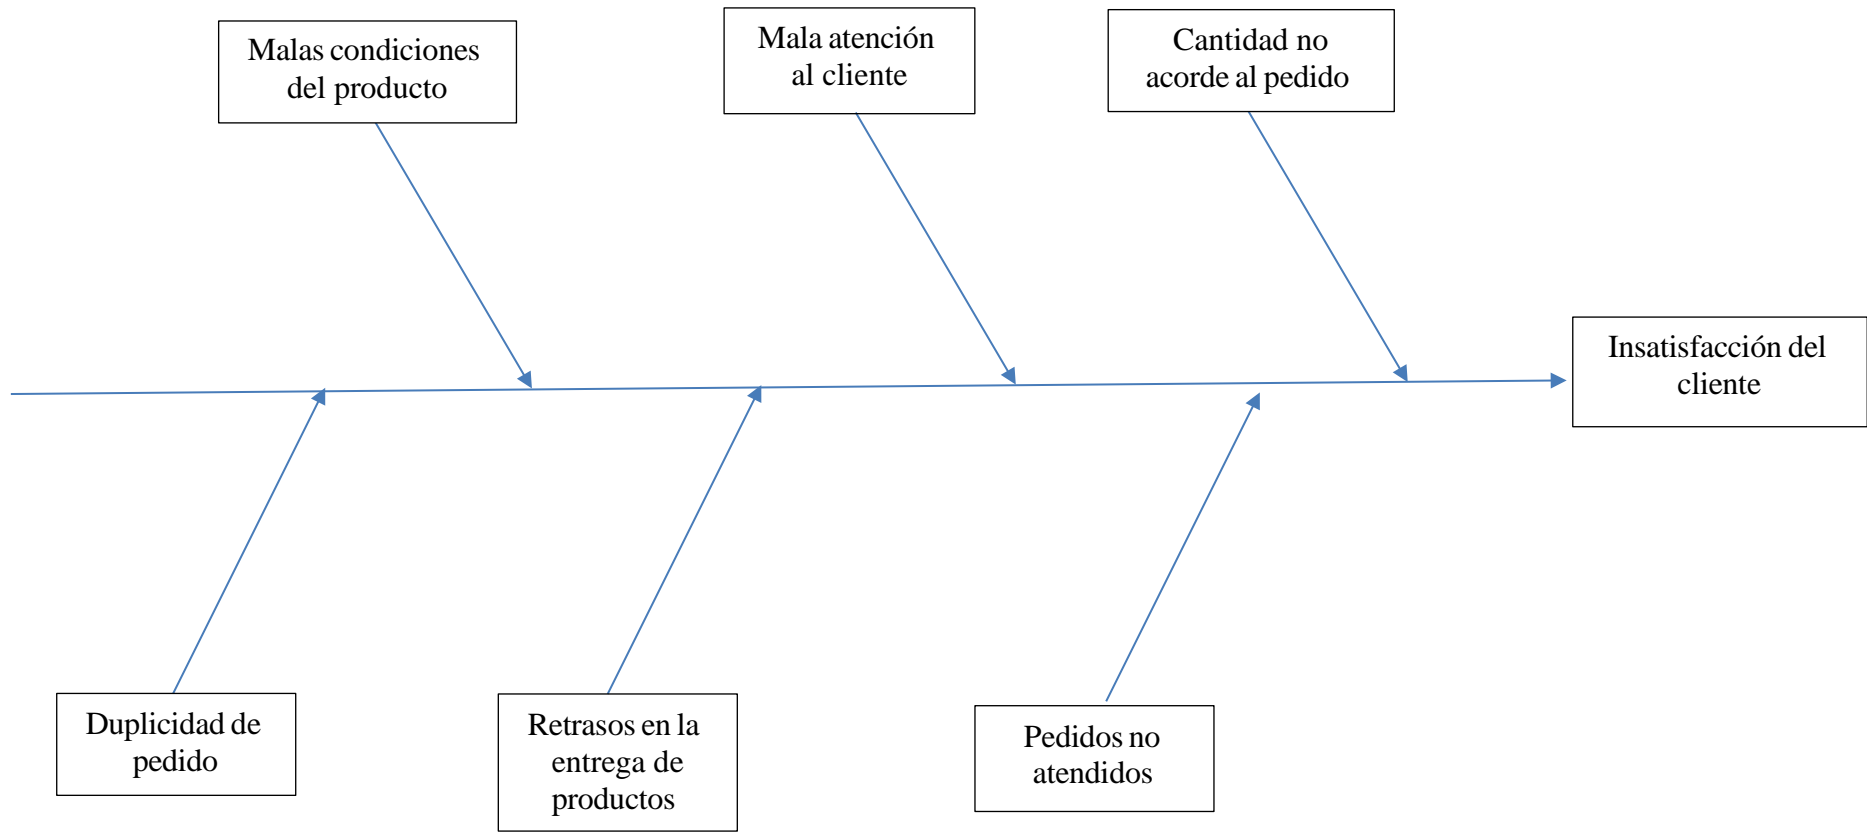 Malas condiciones
del producto
Mala atención
al cliente
Cantidad no
acorde al pedido
Insatisfacción del
cliente
Duplicidad de
pedido
Retrasos en la
entrega de
productos
Pedidos no
atendidos